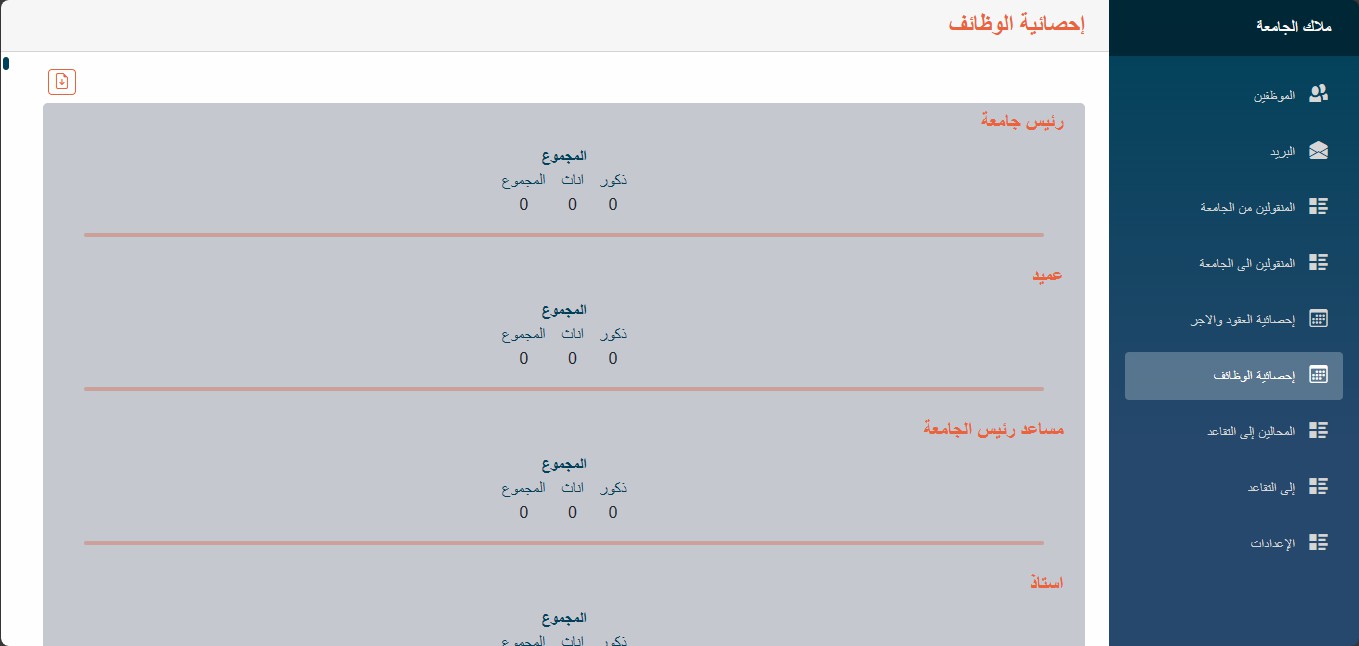 ملاك الجامعة
الموظفين
البريد
المنقولين من الجامعة
المنقولين الى الجامعة
إحصائية العقود والاجر
إحصائية الوظائف
المحالين إلى التقاعد
إلى التقاعد
الإعدادات
إحصائية الوظائف
رئيس جامعة
المجموع
ذكور اناث المجموع
0 0 0
عميد
المجموع
ذكور اناث المجموع
0 0 0
مساعد رئيس الجامعة
المجموع
ذكور اناث المجموع
0 0 0
استاذ
المجموع
ذكور اناث المجموع